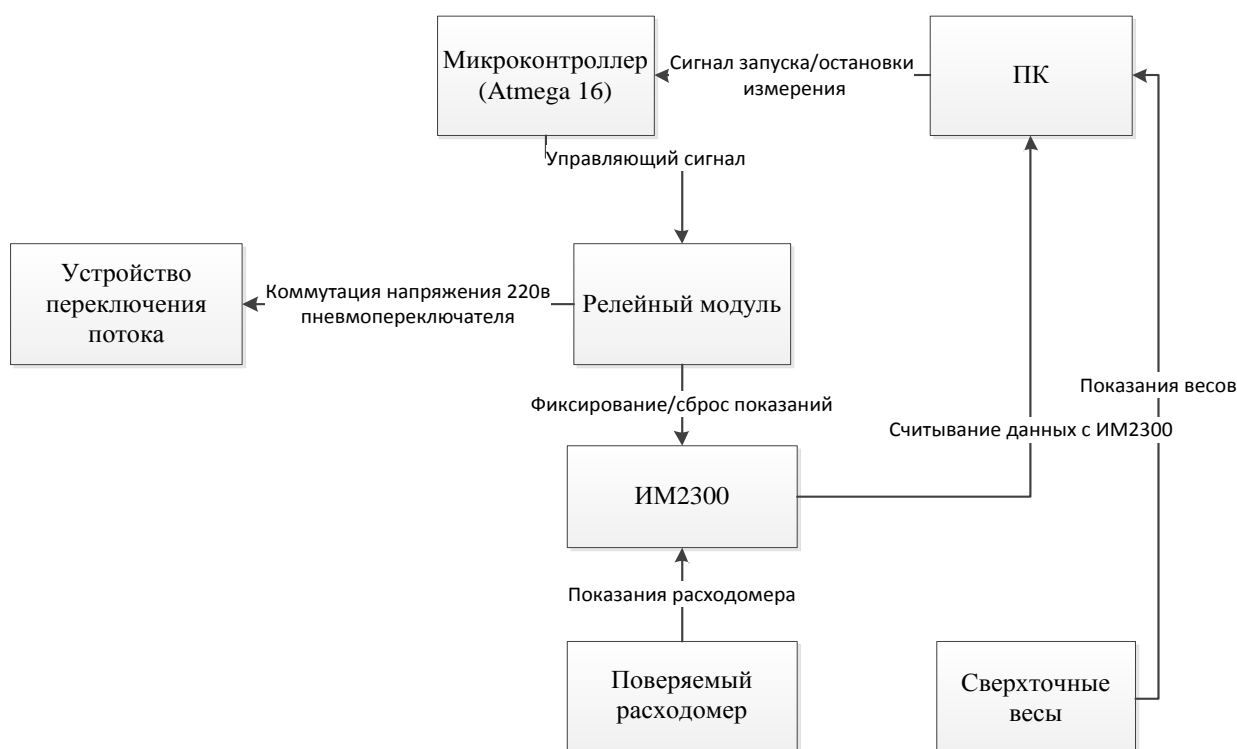 Микроконтроллер
(Atmega 16)
Сигнал запуска/остановки
измерения
ПК
Управляющий сигнал
Устройство
переключения
потока
Коммутация напряжения 220в
пневмопереключателя
Релейный модуль
Фиксирование/сброс показаний
Показания весов
Считывание данных с ИМ2300
ИМ2300
Показания расходомера
Поверяемый
расходомер
Сверхточные
весы